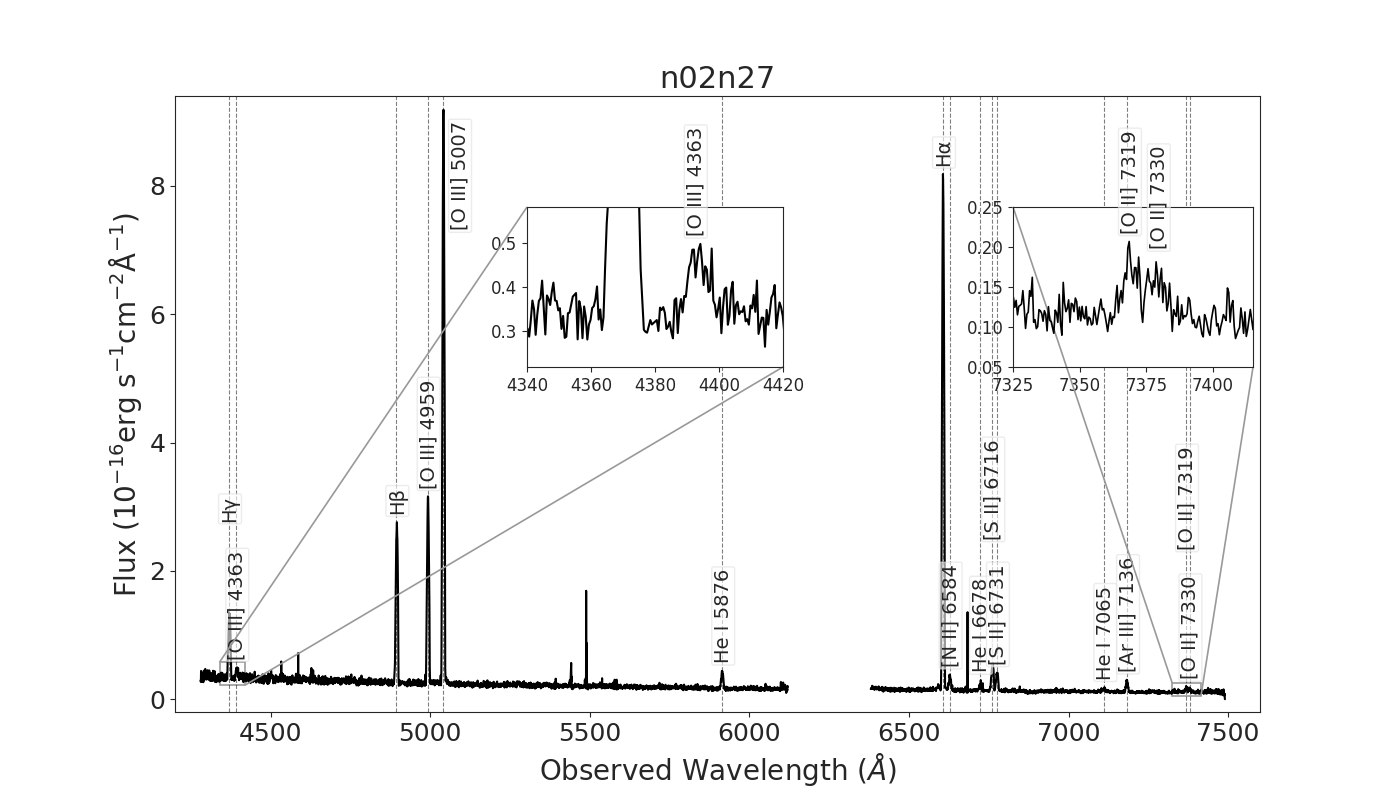 n02n27
Flux (10⁻¹⁶erg s⁻¹cm⁻²Å⁻¹)
8
6
4
2
0
Hγ
[O III] 4363
Hβ
[O III] 4959
[O III] 5007
[O III] 4363
0.5
0.4
0.3
4340 4360 4380 4400 4420
He I 5876
Hα
[N II] 6584
He I 6678
[S II] 6716
[S II] 6731
He I 7065
[Ar III] 7136
[O II] 7319
[O II] 7330
[O II] 7319
[O II] 7330
0.25
0.20
0.15
0.10
0.05
7325 7350 7375 7400
4500 5000 5500 6000 6500 7000 7500
Observed Wavelength (Å)